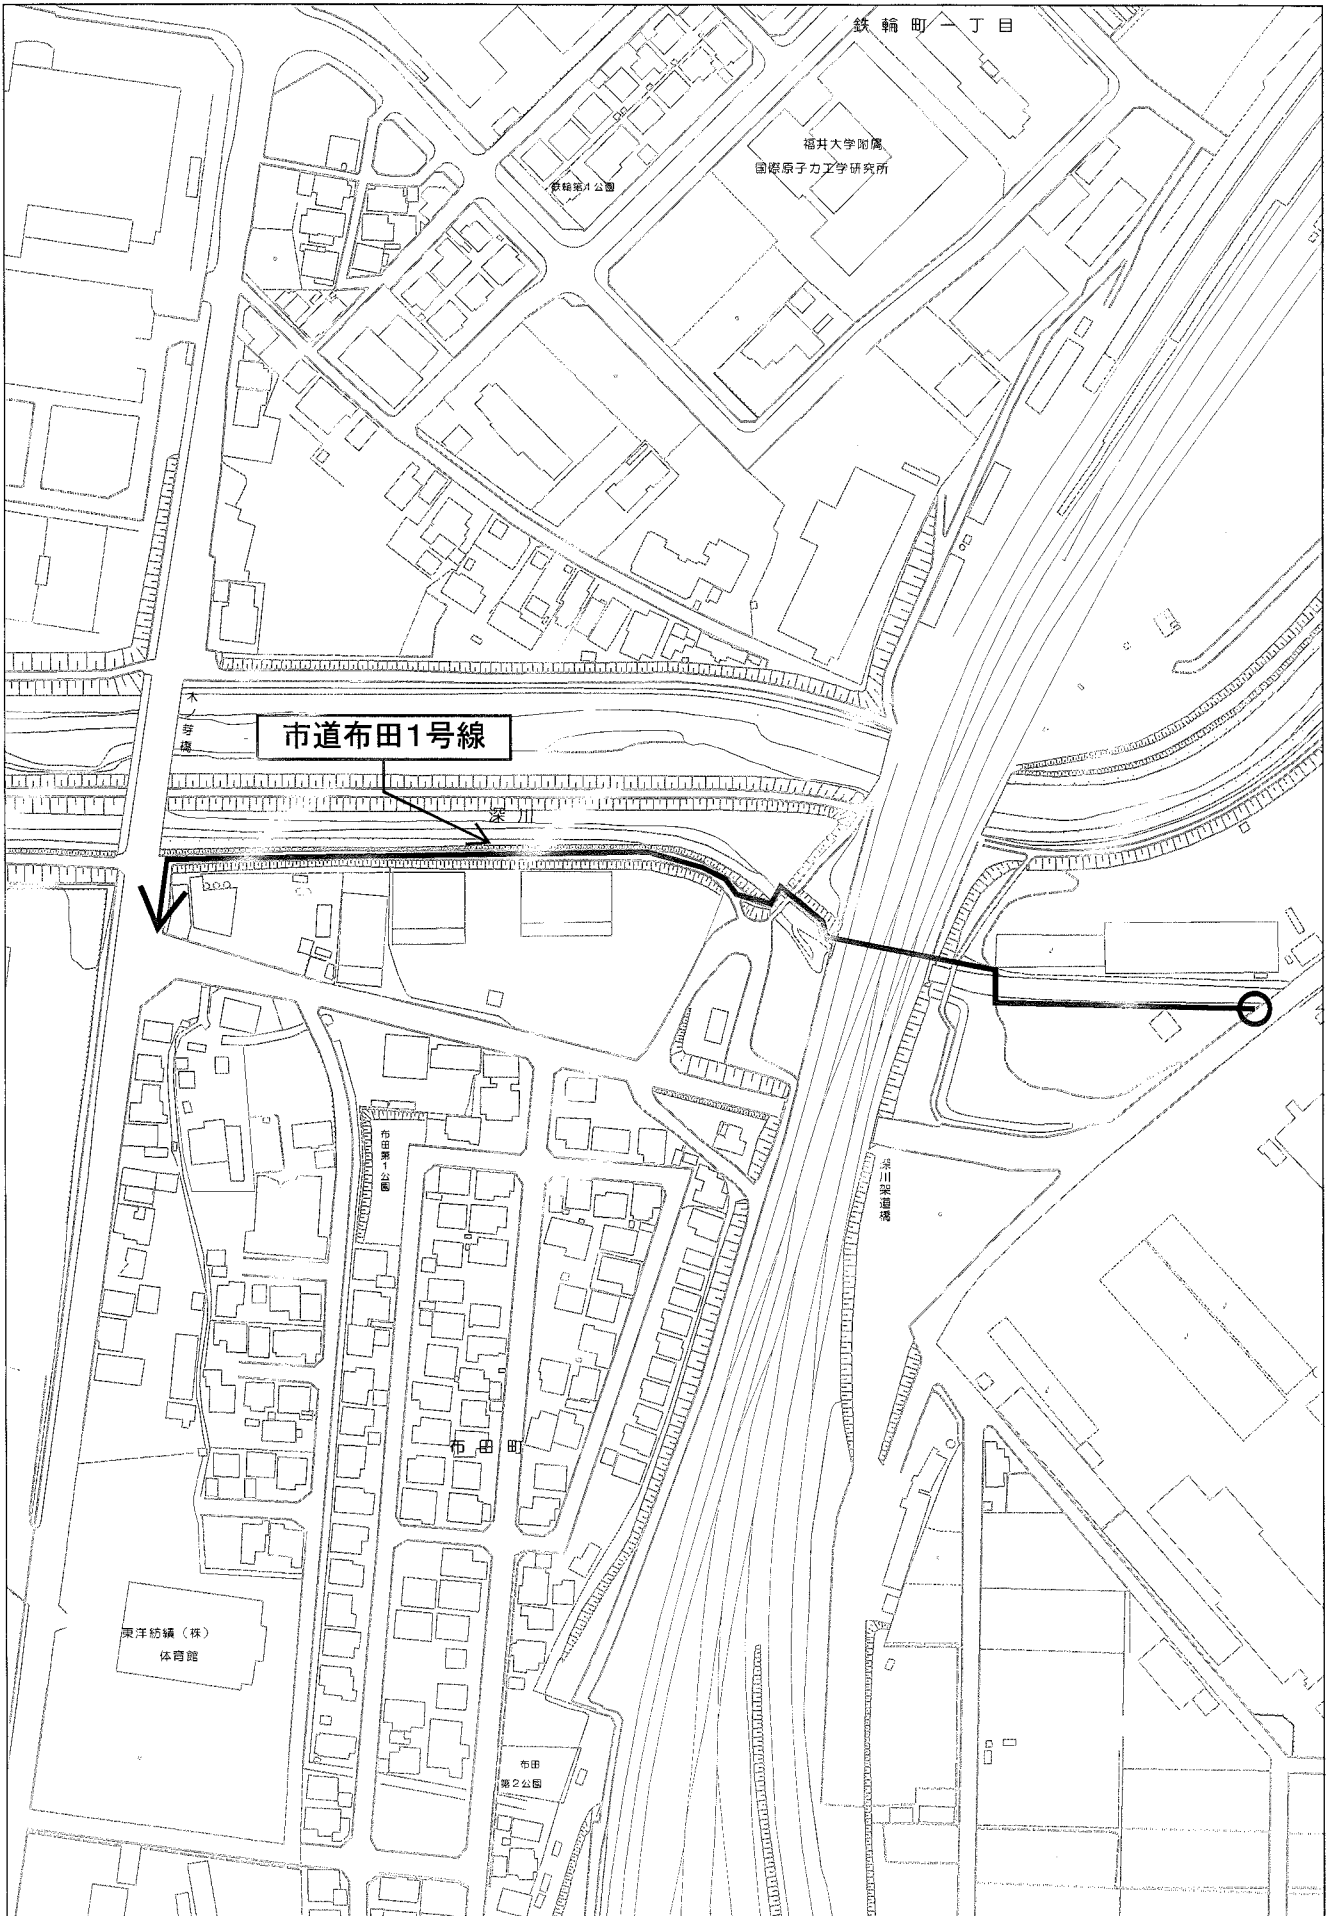 鉄輪町一丁目
福井大学附属
国際原子力工学研究所
鉄輪第1公園
木ノ芽橋
市道布田1号線
深川
布田第1公園
深川架道橋
布田町
東洋紡績（株）
体育館
布田
第2公園